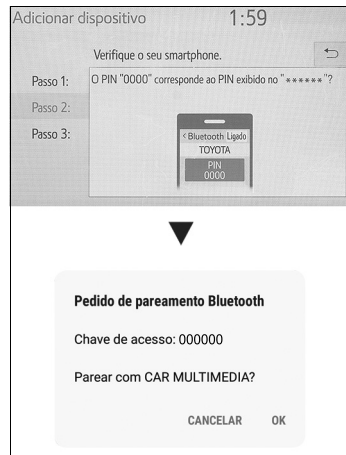 Adicionar dispositivo 1:59
Verifique o seu smartphone.
Passo 1: O PIN "0000" corresponde ao PIN exibido no "******"?
Passo 2:
Passo 3:
< Bluetooth Ligado
TOYOTA
PIN
0000
Pedido de pareamento Bluetooth
Chave de acesso: 000000
Parear com CAR MULTIMEDIA?
CANCELAR OK